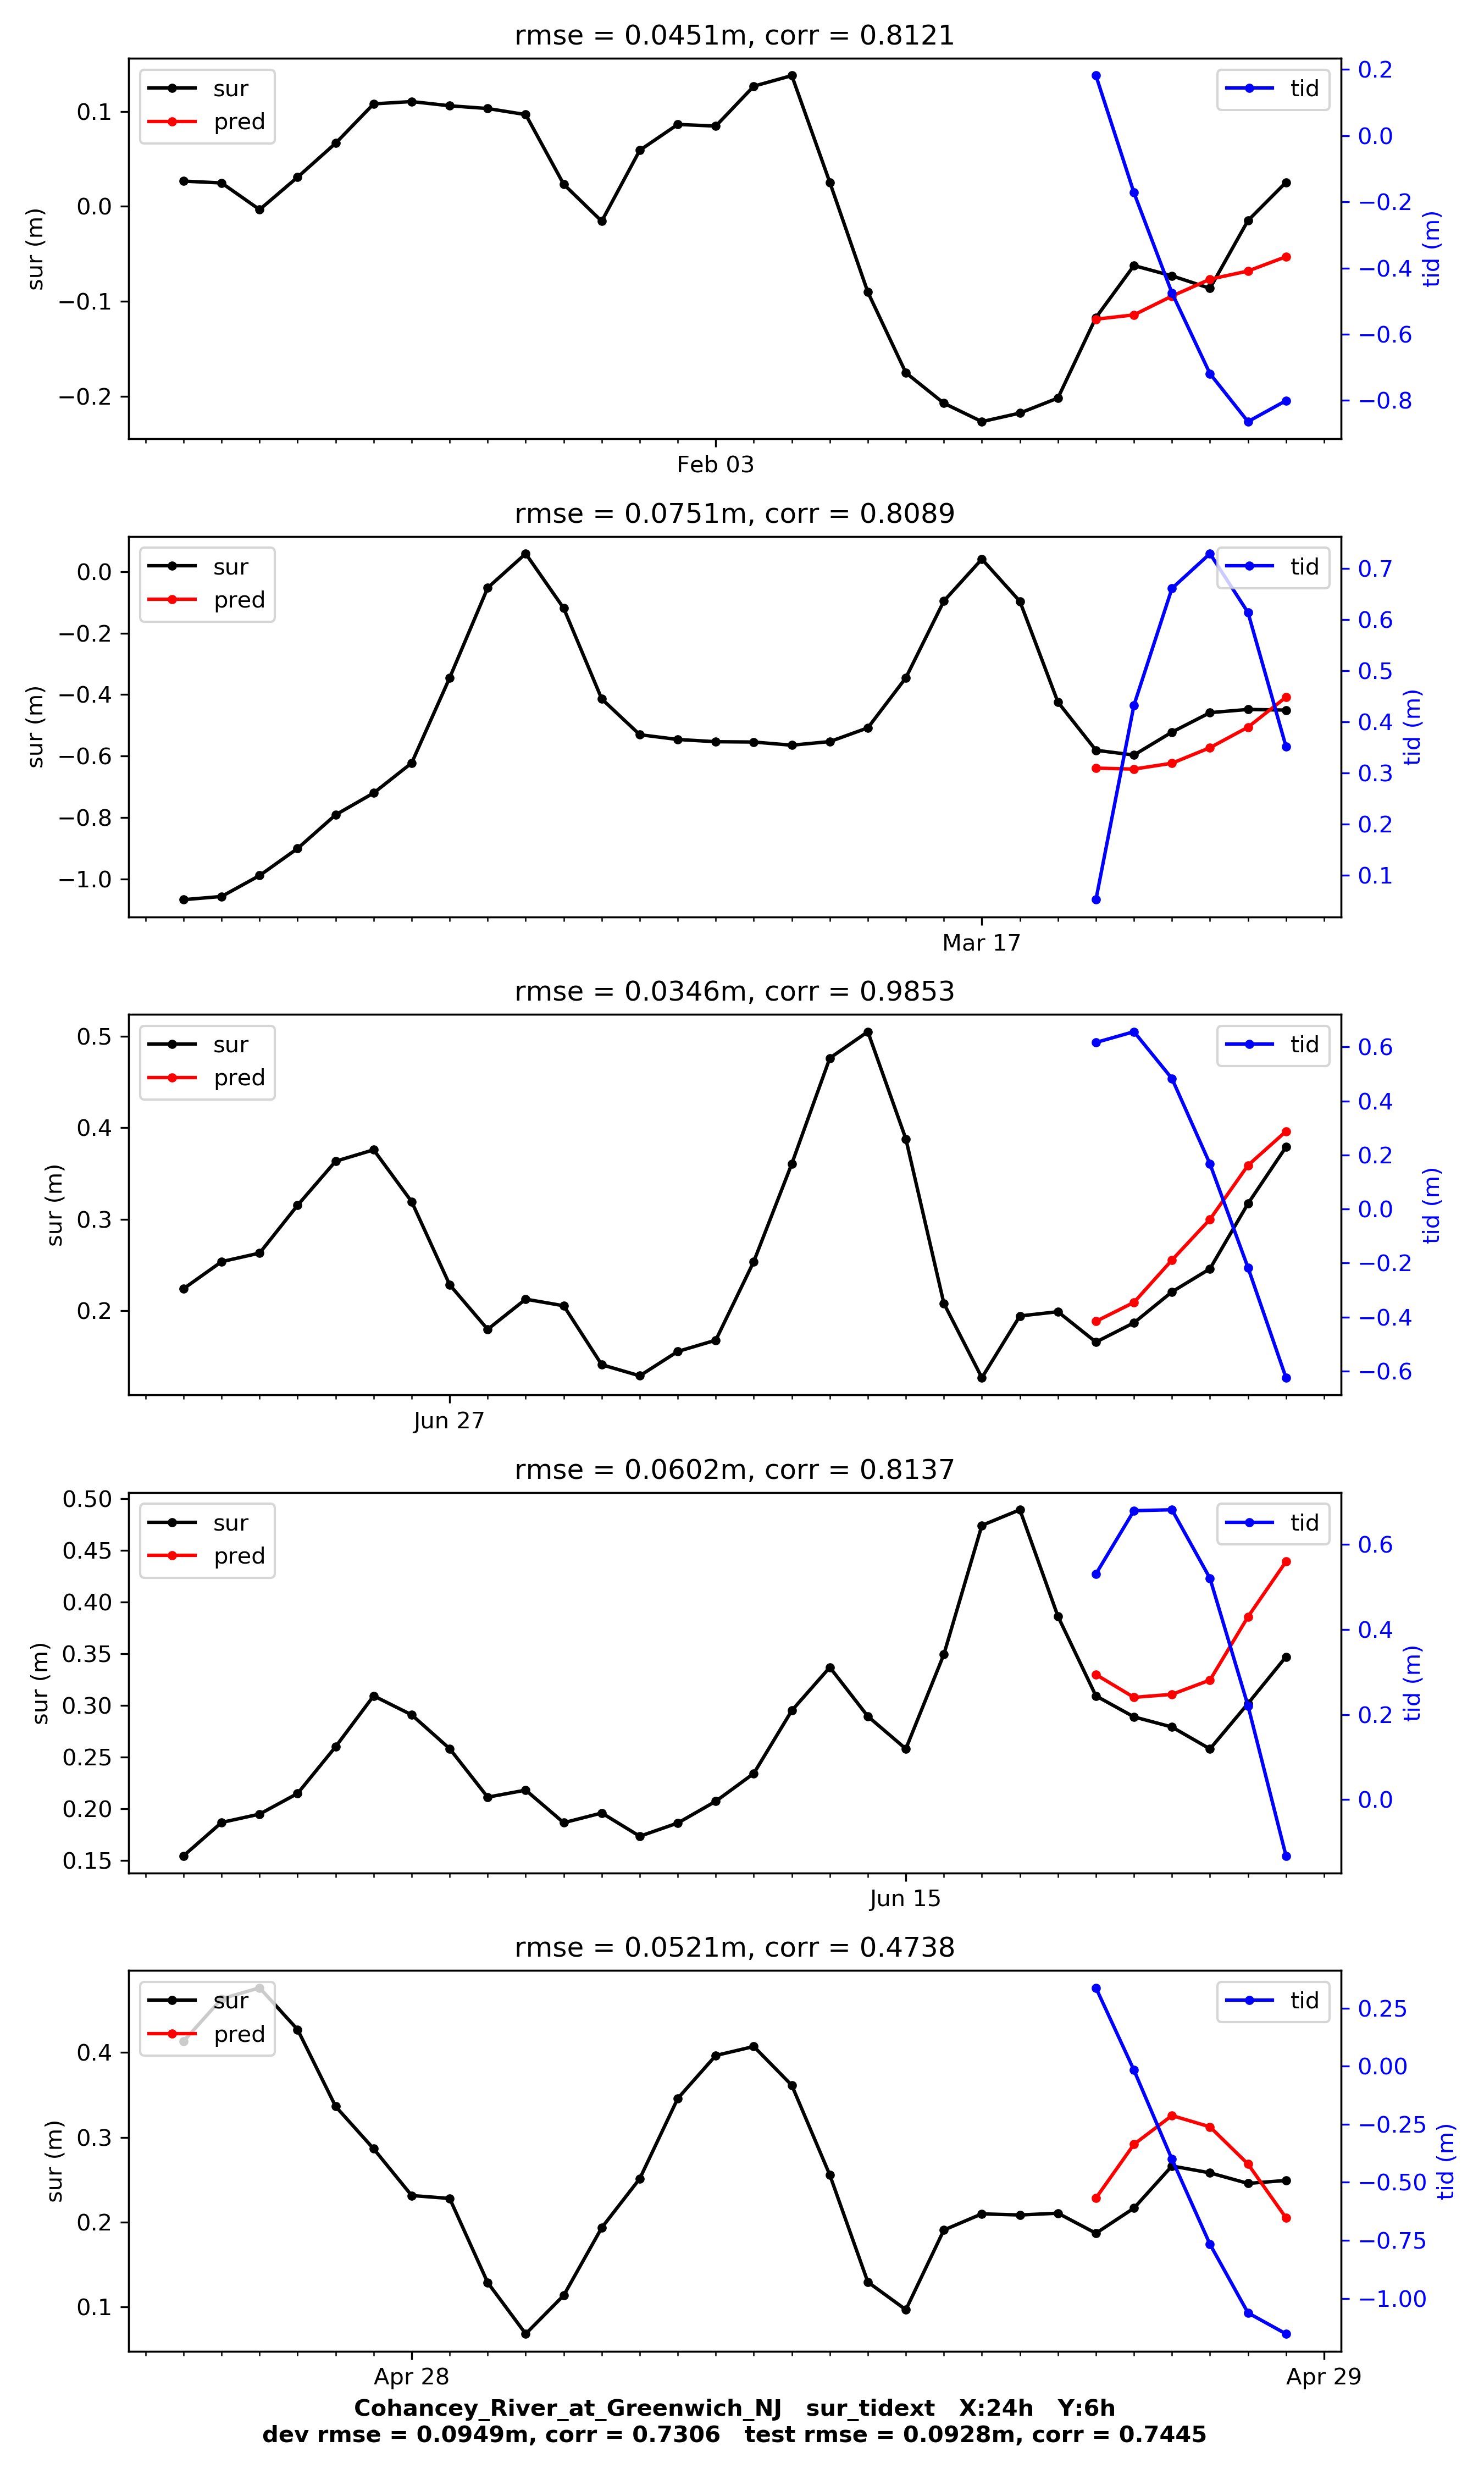 rmse = 0.0451m, corr = 0.8121
sur
pred
tid
0.1
0.0
−0.1
−0.2
sur (m)
0.2
0.0
−0.2
−0.4
−0.6
−0.8
tid (m)
Feb 03
rmse = 0.0751m, corr = 0.8089
sur
pred
tid
0.0
−0.2
−0.4
−0.6
−0.8
−1.0
sur (m)
0.7
0.6
0.5
0.4
0.3
0.2
0.1
tid (m)
Mar 17
rmse = 0.0346m, corr = 0.9853
sur
pred
tid
0.5
0.4
0.3
0.2
sur (m)
0.6
0.4
0.2
0.0
−0.2
−0.4
−0.6
tid (m)
Jun 27
rmse = 0.0602m, corr = 0.8137
sur
pred
tid
0.50
0.45
0.40
0.35
0.30
0.25
0.20
0.15
sur (m)
0.6
0.4
0.2
0.0
tid (m)
Jun 15
rmse = 0.0521m, corr = 0.4738
sur
pred
tid
0.4
0.3
0.2
0.1
sur (m)
0.25
0.00
−0.25
−0.50
−0.75
−1.00
tid (m)
Apr 28
Apr 29
Cohancey_River_at_Greenwich_NJ sur_tidext X:24h Y:6h
dev rmse = 0.0949m, corr = 0.7306 test rmse = 0.0928m, corr = 0.7445